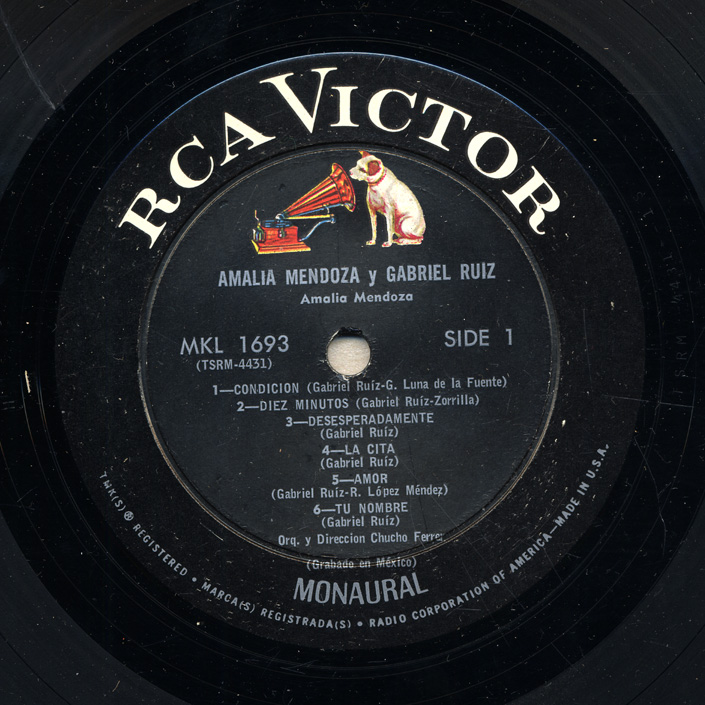 RCA VICTOR
AMALIA MENDOZA y GABRIEL RUIZ
Amalia Mendoza
MKL 1693
(TSRM-4431)
SIDE 1
1—CONDICION (Gabriel Ruíz-G. Luna de la Fuente)
2—DIEZ MINUTOS (Gabriel Ruíz-Zorrilla)
3—DESESPERADAMENTE
(Gabriel Ruíz)
4—LA CITA
(Gabriel Ruíz)
5—AMOR
(Gabriel Ruíz-R. López Méndez)
6—TU NOMBRE
(Gabriel Ruíz)
Orq. y Direccion Chucho Ferrer
(Grabado en México)
MONAURAL
TMK(S) ® REGISTERED • MARCA(S) REGISTRADA(S) • RADIO CORPORATION OF AMERICA—MADE IN U.S.A.